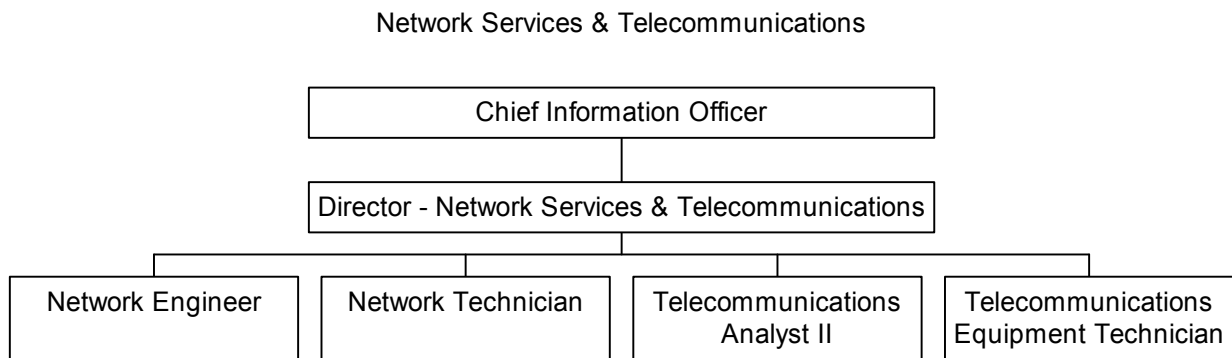 Network Services & Telecommunications
Chief Information Officer
Director - Network Services & Telecommunications
Network Engineer
Network Technician
Telecommunications
Analyst II
Telecommunications
Equipment Technician